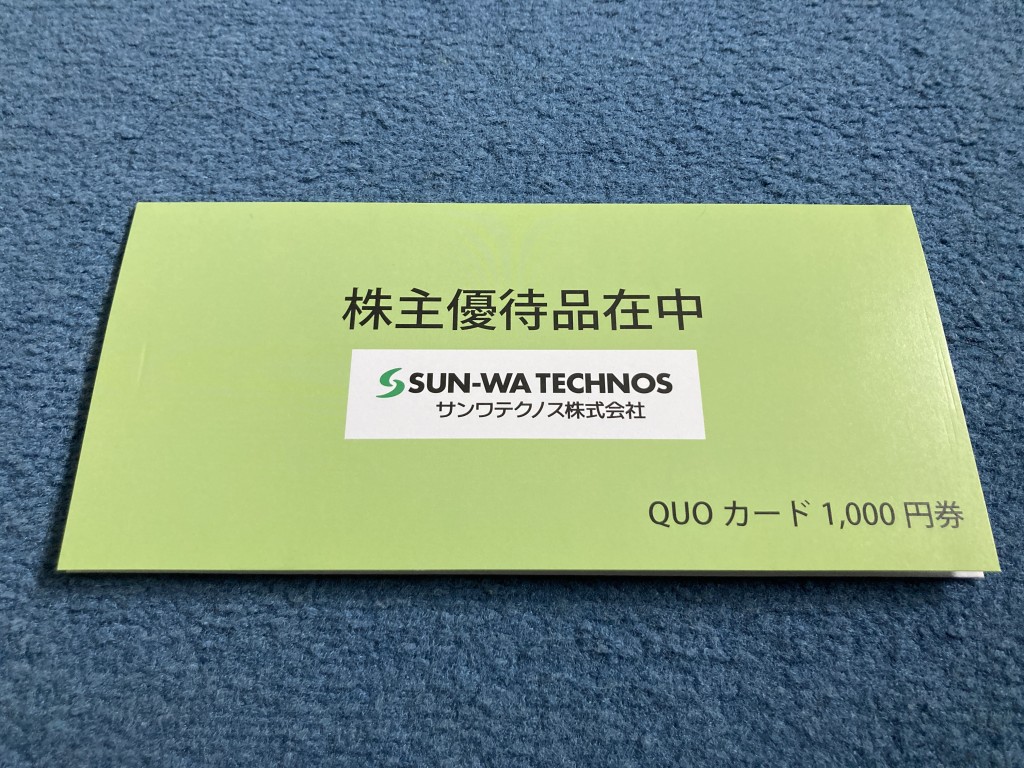 株主優待品在中
SUN-WA TECHNOS
サンワテクノス株式会社
QUO カード 1,000 円券